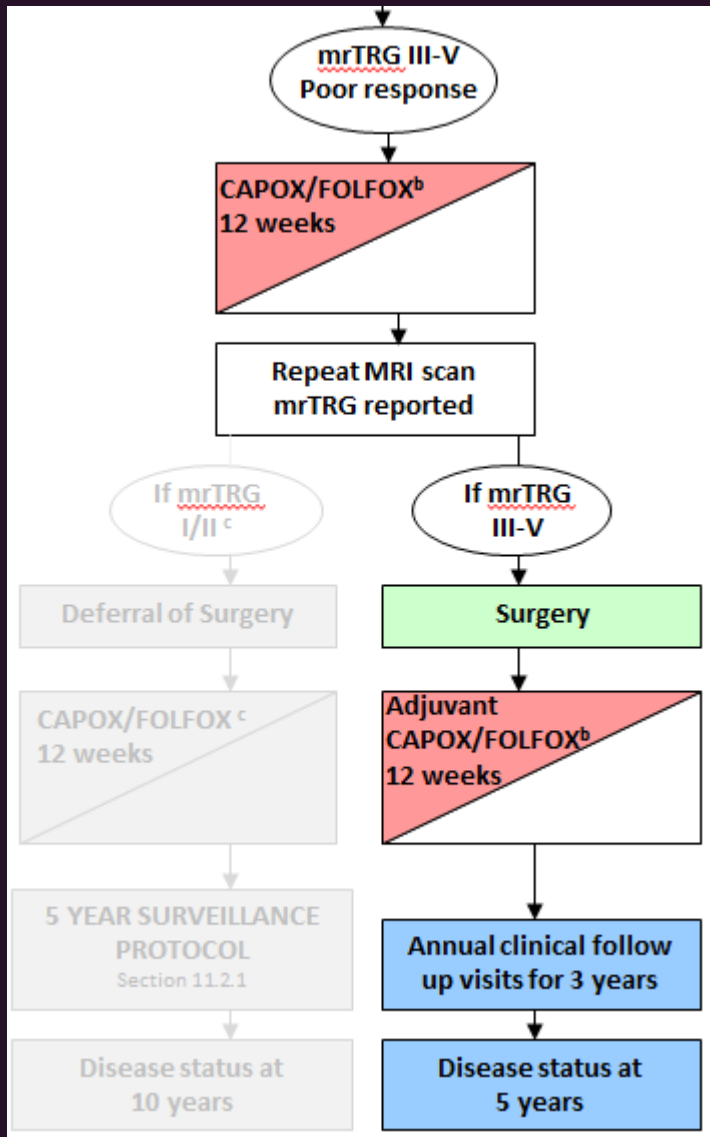 mrTRG III-V
Poor response
CAPOX/FOLFOXᵇ
12 weeks
Repeat MRI scan
mrTRG reported
If mrTRG
I/II ᶜ
Deferral of Surgery
CAPOX/FOLFOX ᶜ
12 weeks
5 YEAR SURVEILLANCE
PROTOCOL
Section 11.2.1
Disease status at
10 years
If mrTRG
III-V
Surgery
Adjuvant
CAPOX/FOLFOXᵇ
12 weeks
Annual clinical follow
up visits for 3 years
Disease status at
5 years